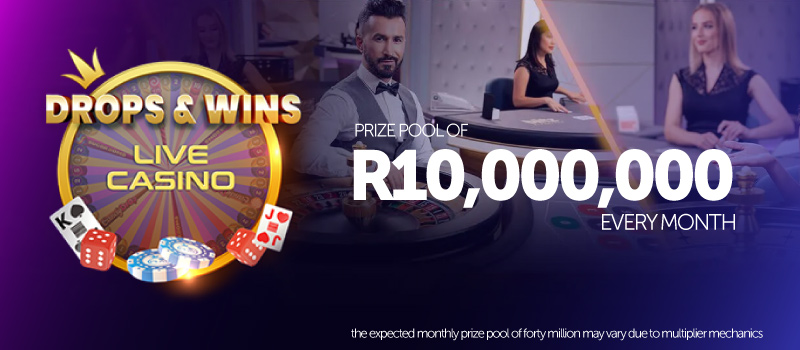 DROPS & WINS
LIVE
CASINO
K
J
PRIZE POOL OF
R10,000,000
EVERY MONTH
the expected monthly prize pool of forty million may vary due to multiplier mechanics